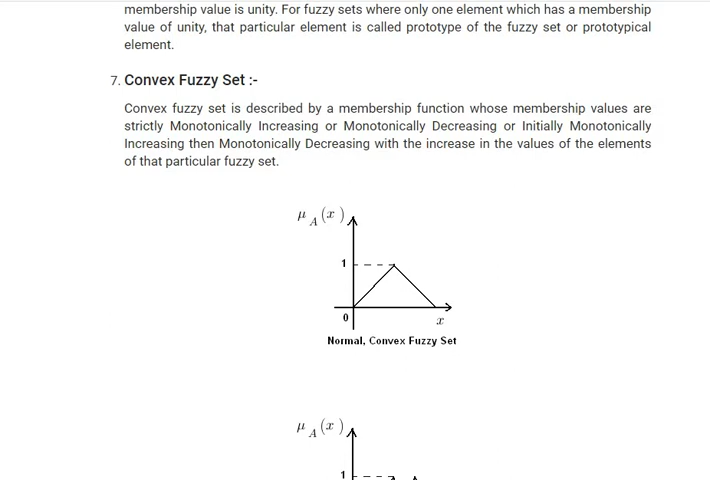 membership value is unity. For fuzzy sets where only one element which has a membership
value of unity, that particular element is called prototype of the fuzzy set or prototypical
element.
7. Convex Fuzzy Set :-
Convex fuzzy set is described by a membership function whose membership values are
strictly Monotonically Increasing or Monotonically Decreasing or Initially Monotonically
Increasing then Monotonically Decreasing with the increase in the values of the elements
of that particular fuzzy set.
μ A (x)
1
0
x
Normal, Convex Fuzzy Set
μ A (x)
1